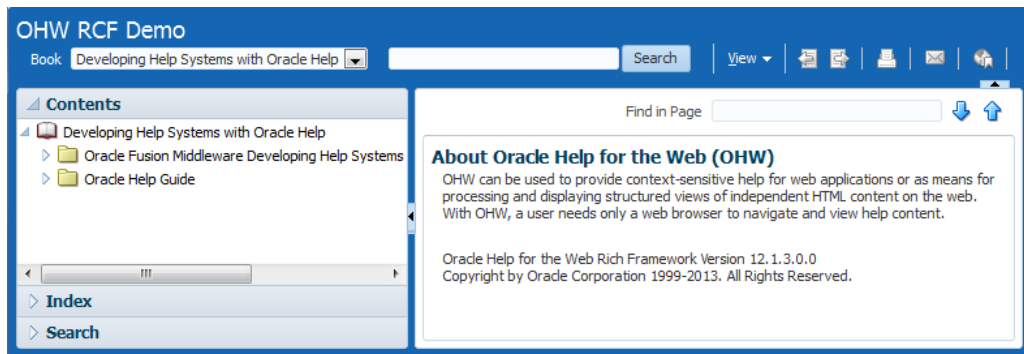 OHW RCF Demo
Book Developing Help Systems with Oracle Help Search View
Contents
Developing Help Systems with Oracle Help
Oracle Fusion Middleware Developing Help Systems
Oracle Help Guide
Index
Search
Find in Page
About Oracle Help for the Web (OHW)
OHW can be used to provide context-sensitive help for web applications or as means for
processing and displaying structured views of independent HTML content on the web.
With OHW, a user needs only a web browser to navigate and view help content.
Oracle Help for the Web Rich Framework Version 12.1.3.0.0
Copyright by Oracle Corporation 1999-2013. All Rights Reserved.